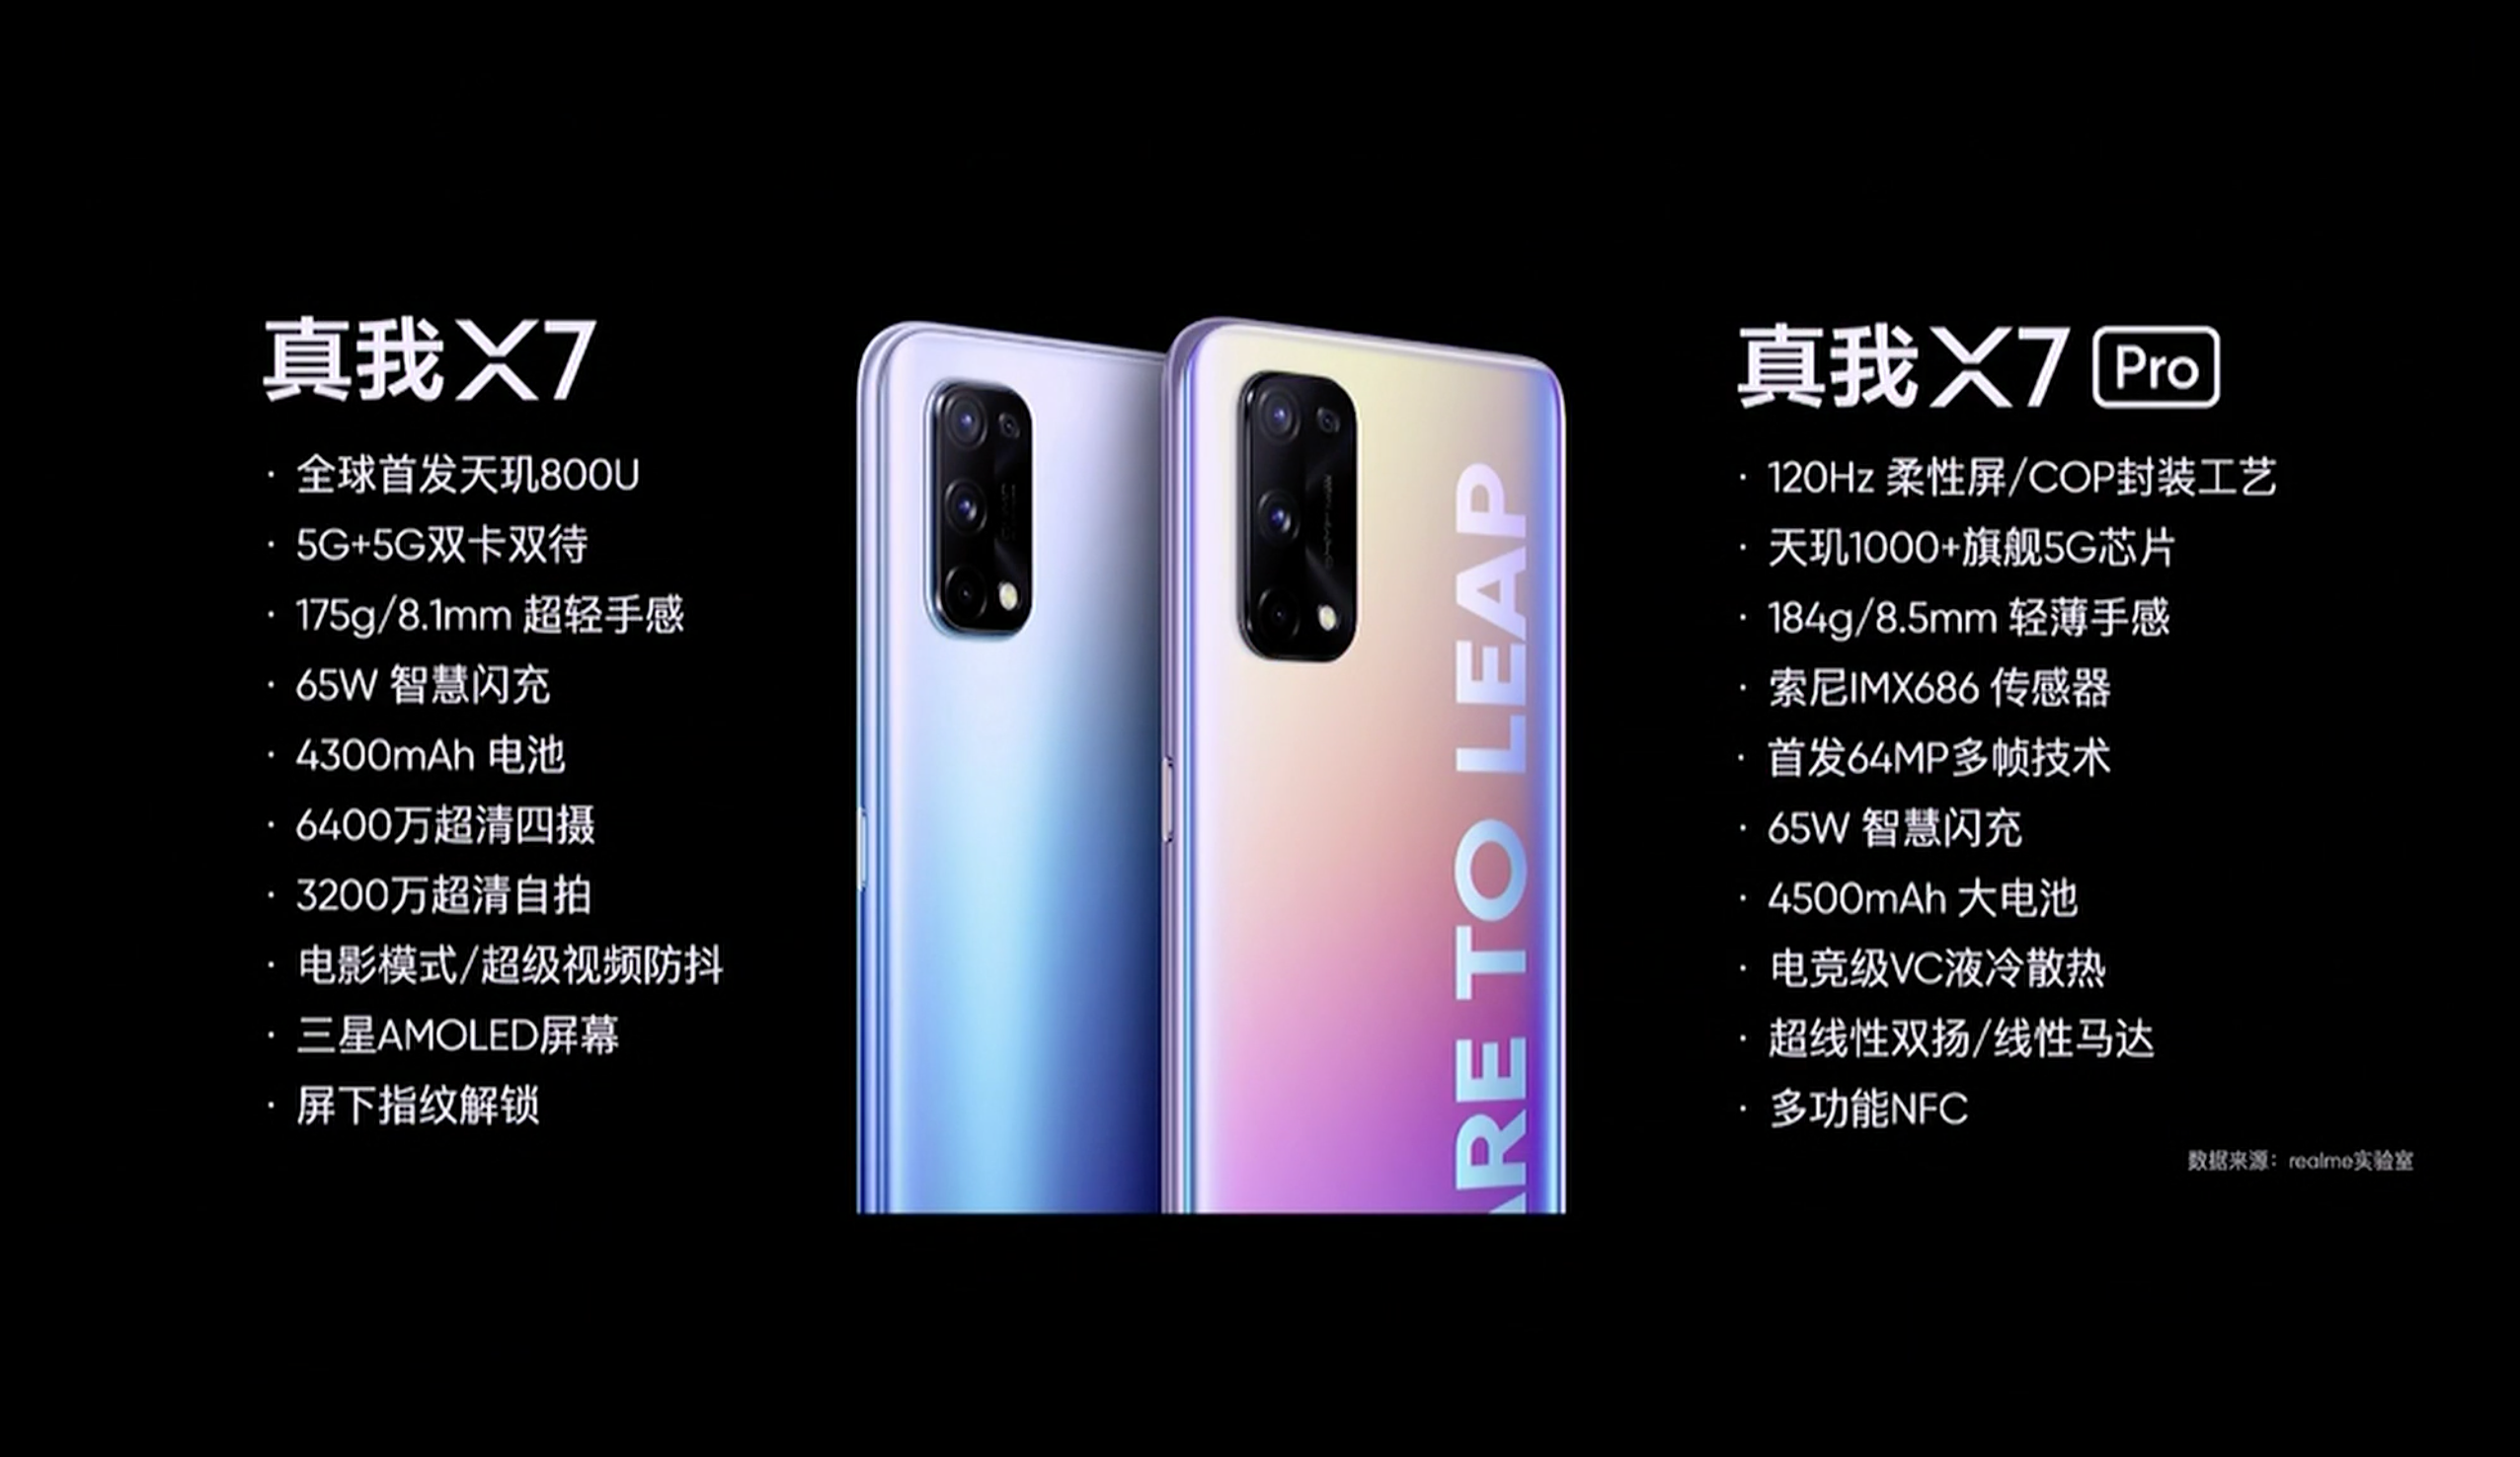 真我X7
· 全球首发天玑800U
· 5G+5G双卡双待
· 175g/8.1mm 超轻手感
· 65W 智慧闪充
· 4300mAh 电池
· 6400万超清四摄
· 3200万超清自拍
· 电影模式/超级视频防抖
· 三星AMOLED屏幕
· 屏下指纹解锁
ARE TO LEAP
真我X7 Pro
· 120Hz 柔性屏/COP封装工艺
· 天玑1000+旗舰5G芯片
· 184g/8.5mm 轻薄手感
· 索尼IMX686 传感器
· 首发64MP多帧技术
· 65W 智慧闪充
· 4500mAh 大电池
· 电竞级VC液冷散热
· 超线性双扬/线性马达
· 多功能NFC
数据来源：realme实验室